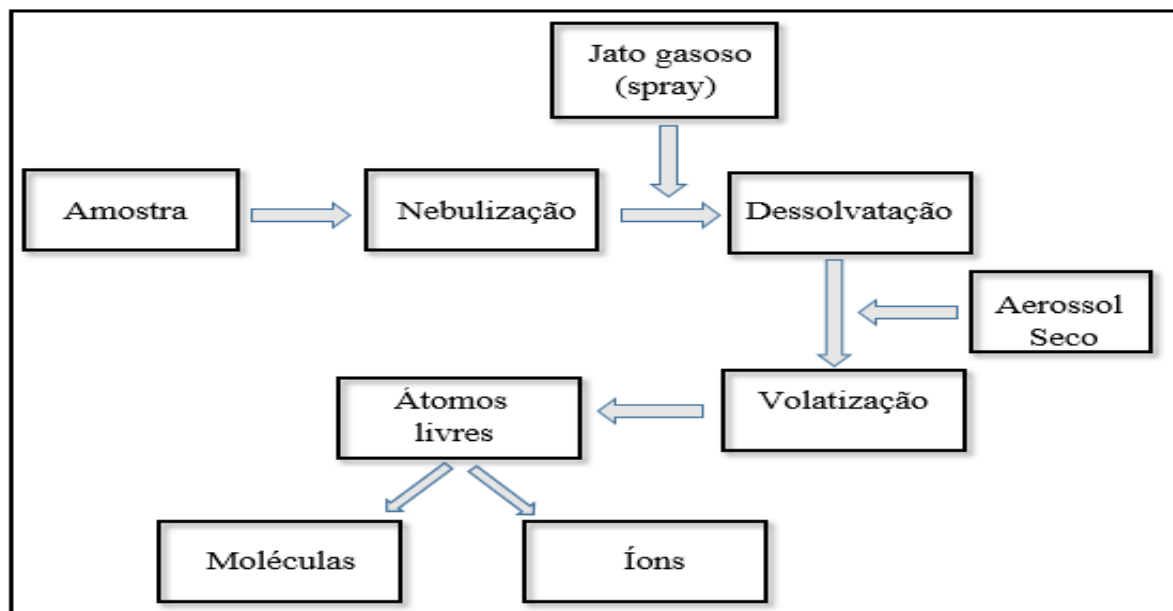 Jato gasoso
(spray)
Amostra
Nebulização
Dessolvatação
Aerossol
Seco
Volatização
Átomos
livres
Moléculas
Íons